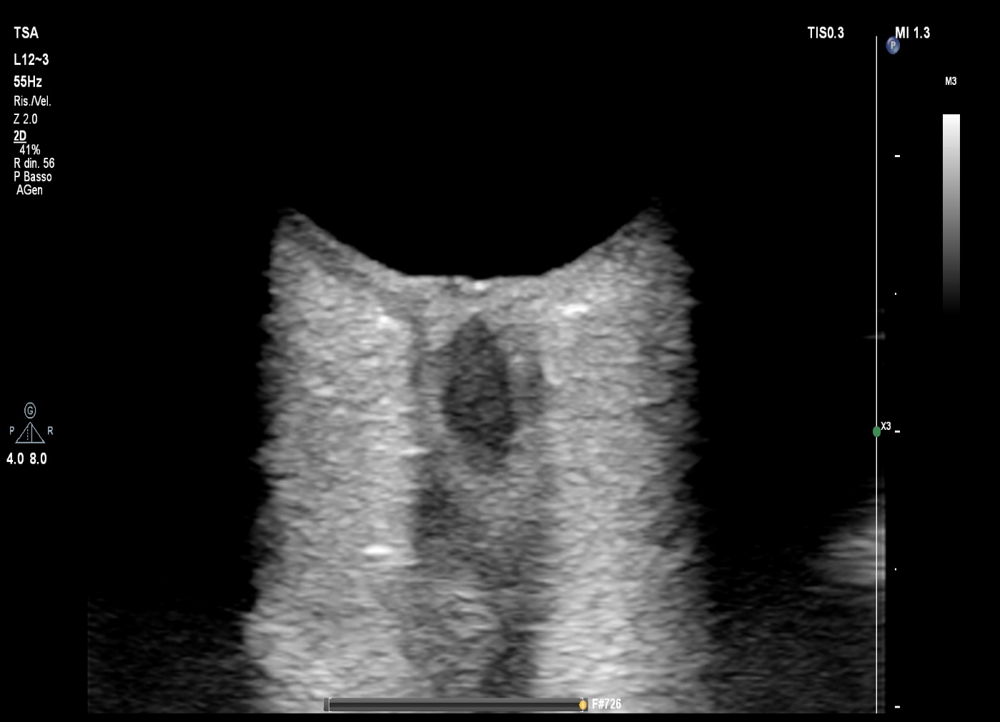 TSA
L12~3
55Hz
Ris./Vel.
Z 2.0
2D
41%
R din. 56
P Basso
AGen
TIS0.3
MI 1.3
P
M3
G
P R
4.0 8.0
X3
F#726